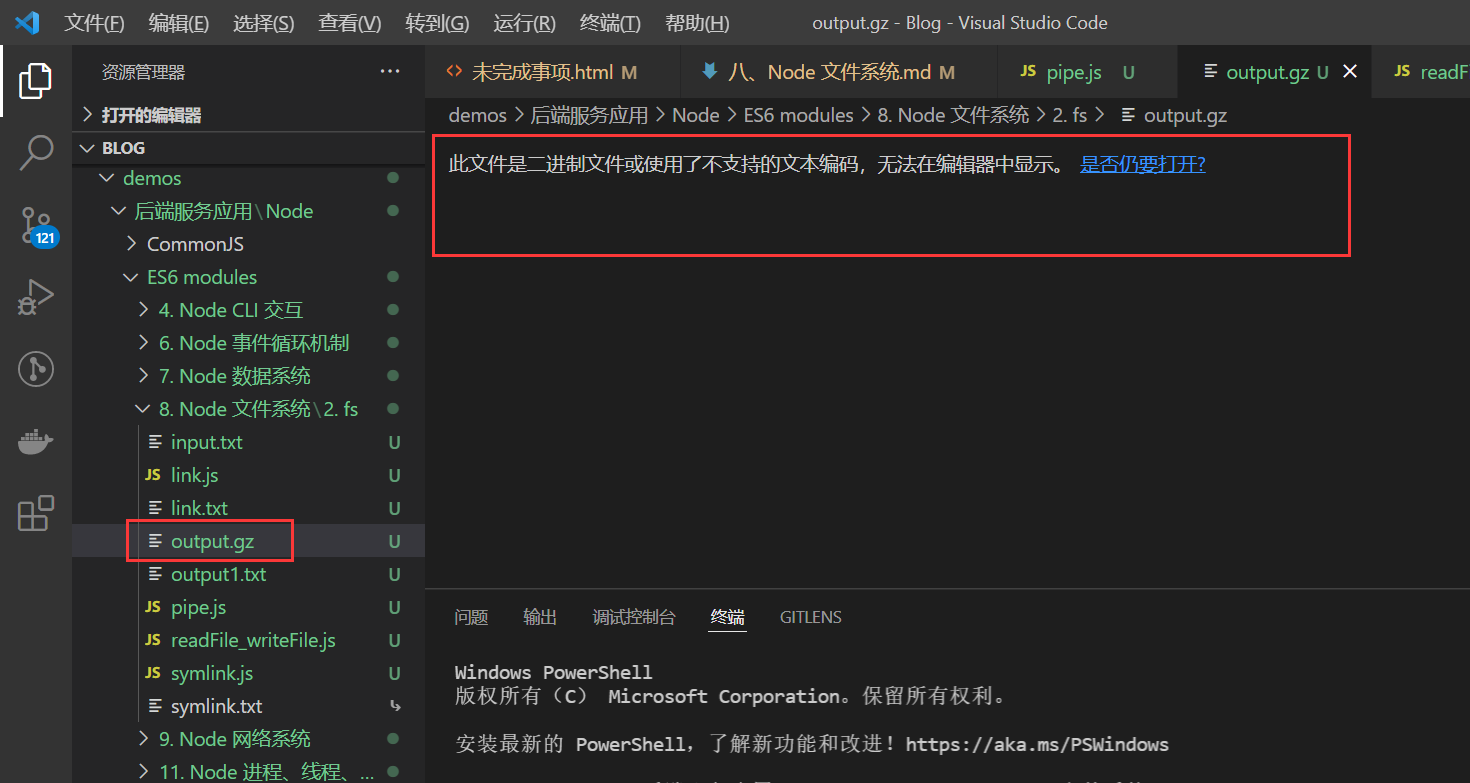 文件(F) 编辑(E) 选择(S) 查看(V) 转到(G) 运行(R) 终端(T) 帮助(H) output.gz - Blog - Visual Studio Code
资源管理器 ···
未完成事项.html M 八、Node 文件系统.md M JS pipe.js U output.gz U JS readF
打开的编辑器
demos > 后端服务应用 > Node > ES6 modules > 8. Node 文件系统 > 2. fs > output.gz
BLOG
此文件是二进制文件或使用了不支持的文本编码，无法在编辑器中显示。 是否仍要打开?
demos
后端服务应用\Node
121
CommonJS
ES6 modules
4. Node CLI 交互
6. Node 事件循环机制
7. Node 数据系统
8. Node 文件系统\2. fs
input.txt U
JS link.js U
link.txt U
output.gz U
output1.txt U
JS pipe.js U
JS readFile_writeFile.js U
JS symlink.js U
symlink.txt
9. Node 网络系统
11. Node 进程、线程、...
问题 输出 调试控制台 终端 GITLENS
Windows PowerShell
版权所有（C） Microsoft Corporation。保留所有权利。
安装最新的 PowerShell，了解新功能和改进！https://aka.ms/PSWindows